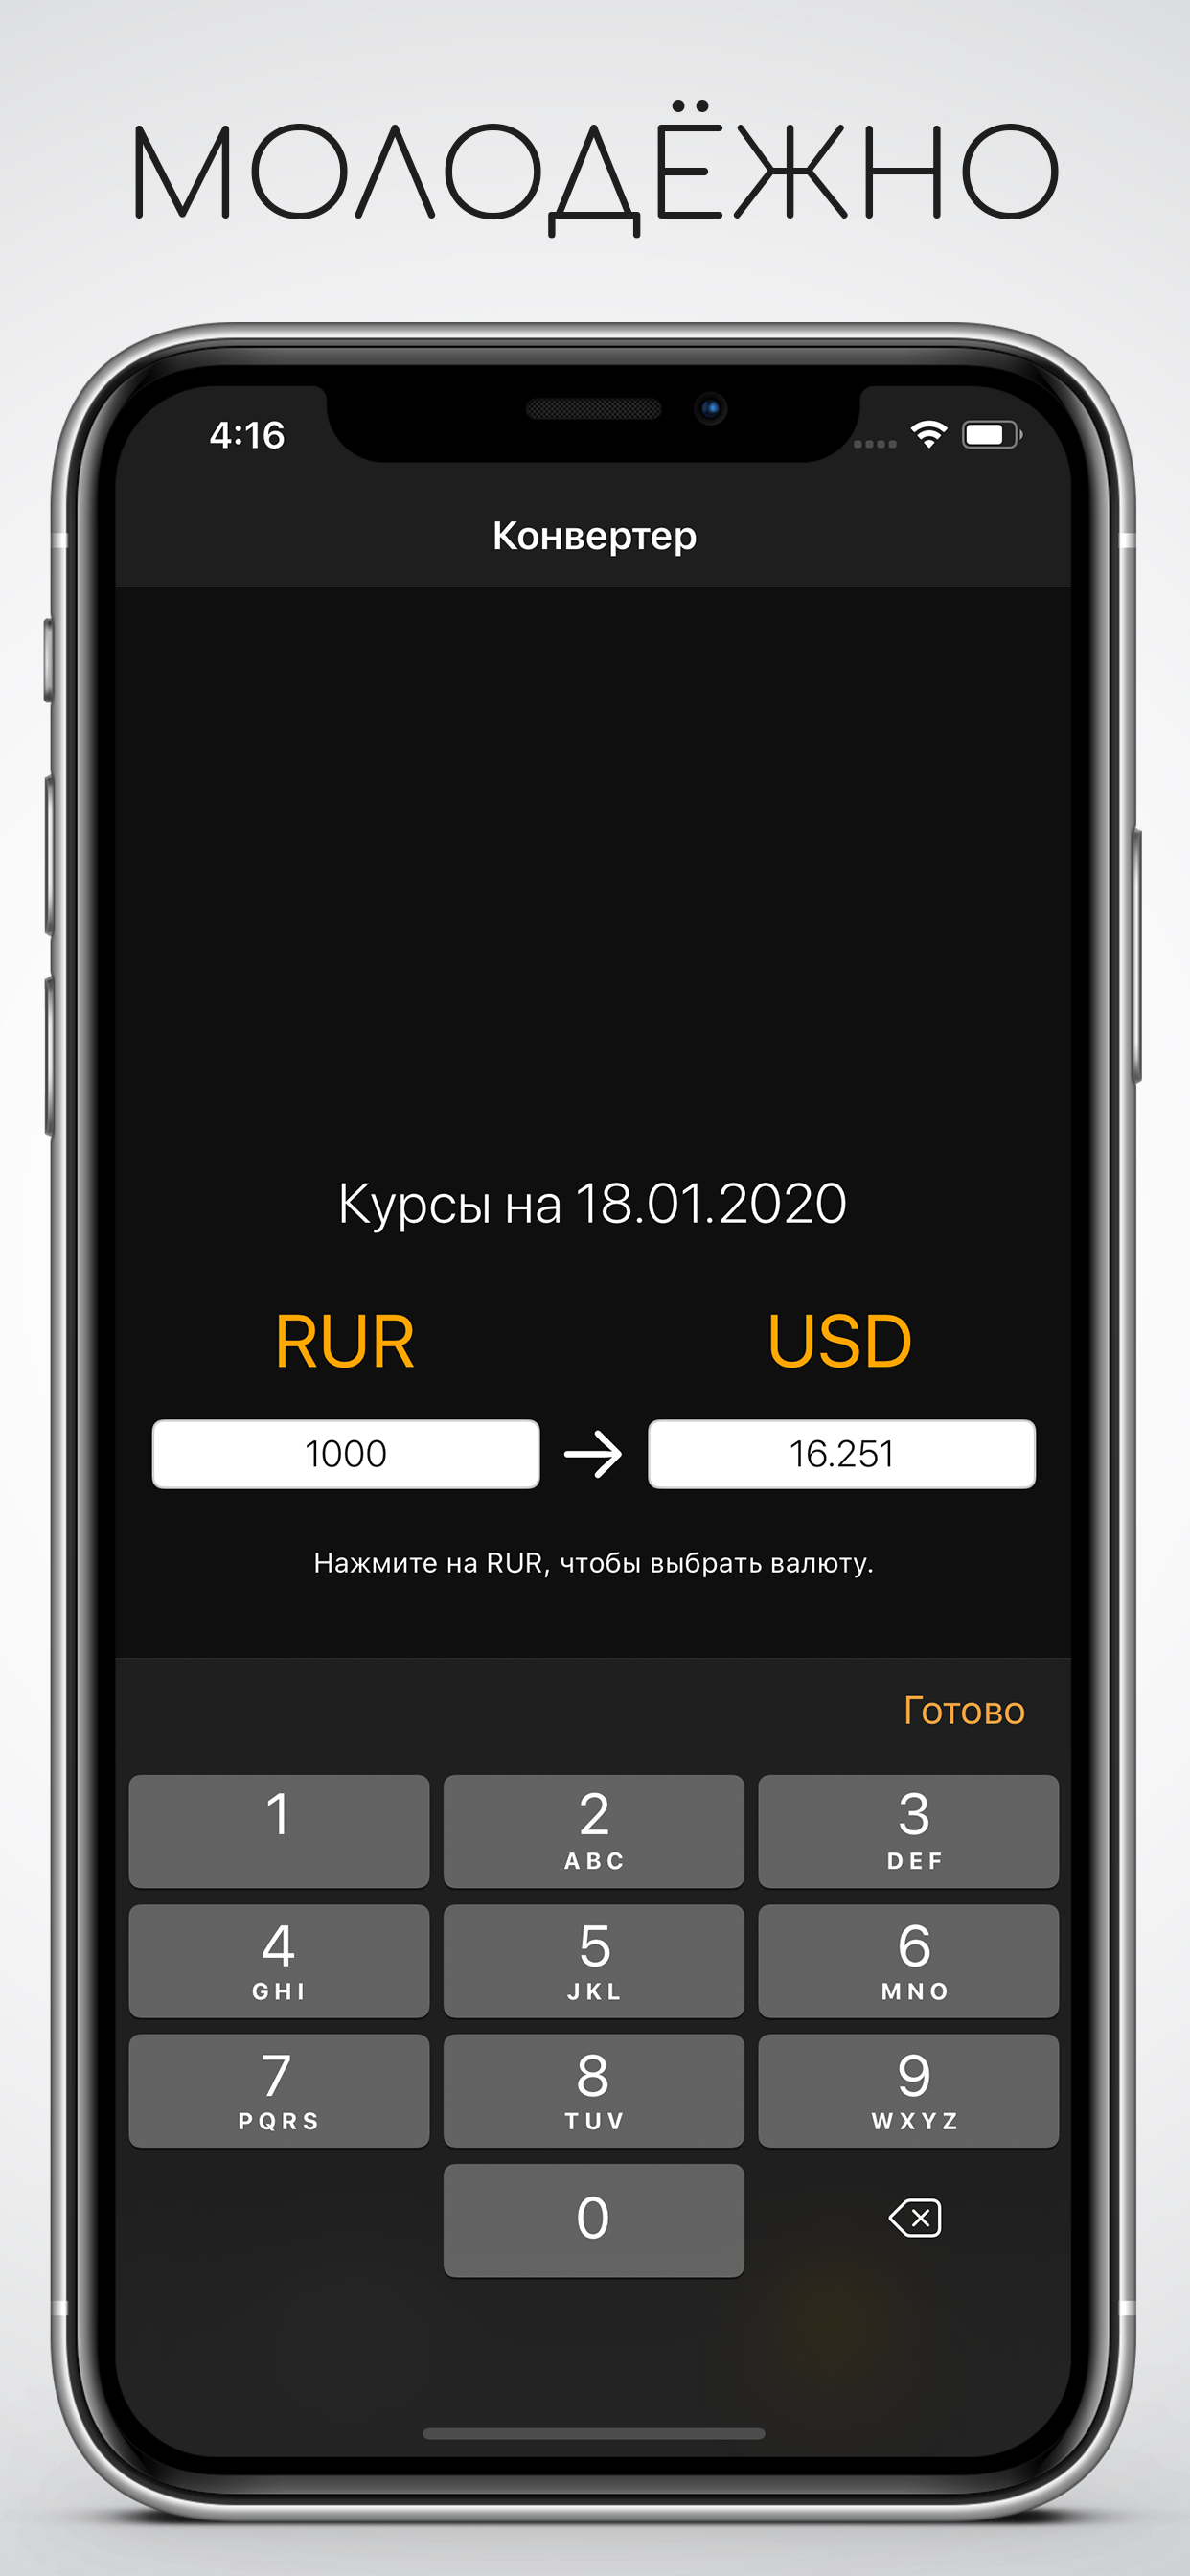 МОЛОДЁЖНО
4:16
Конвертер
Курсы на 18.01.2020
RUR USD
1000 → 16.251
Нажмите на RUR, чтобы выбрать валюту.
Готово
1 2 3
ABC DEF
4 5 6
GHI JKL MNO
7 8 9
PQRS TUV WXYZ
0